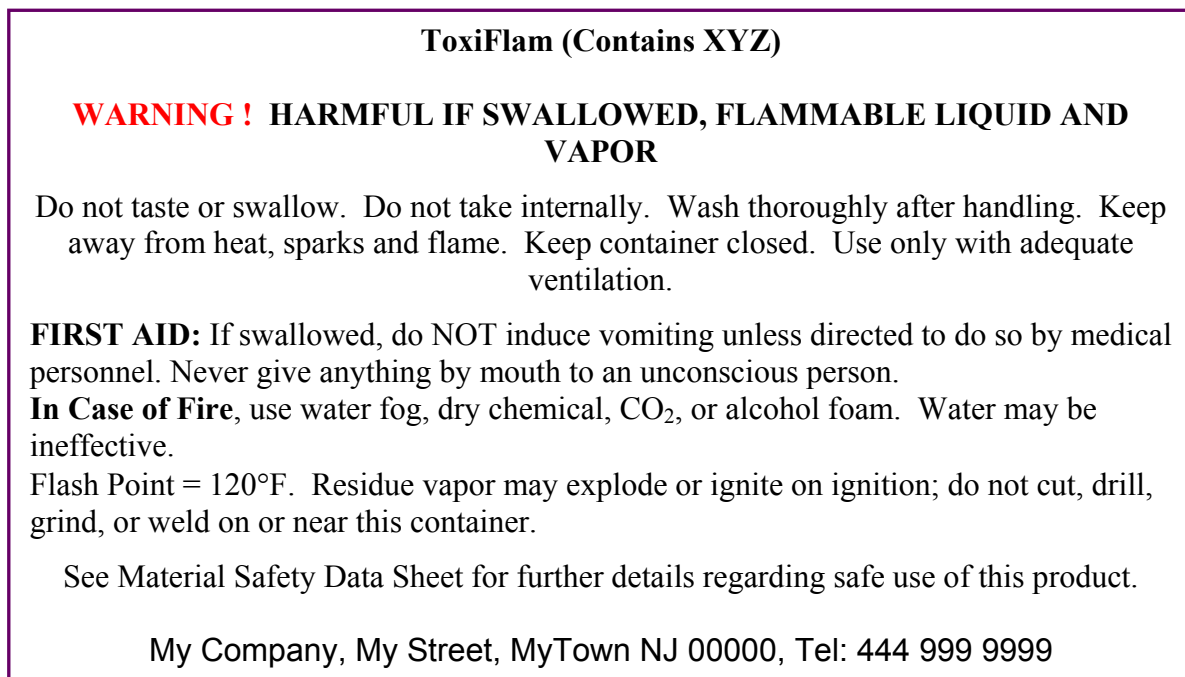 ToxiFlam (Contains XYZ)
WARNING ! HARMFUL IF SWALLOWED, FLAMMABLE LIQUID AND
VAPOR
Do not taste or swallow. Do not take internally. Wash thoroughly after handling. Keep
away from heat, sparks and flame. Keep container closed. Use only with adequate
ventilation.
FIRST AID: If swallowed, do NOT induce vomiting unless directed to do so by medical
personnel. Never give anything by mouth to an unconscious person.
In Case of Fire, use water fog, dry chemical, CO₂, or alcohol foam. Water may be
ineffective.
Flash Point = 120°F. Residue vapor may explode or ignite on ignition; do not cut, drill,
grind, or weld on or near this container.
See Material Safety Data Sheet for further details regarding safe use of this product.
My Company, My Street, MyTown NJ 00000, Tel: 444 999 9999